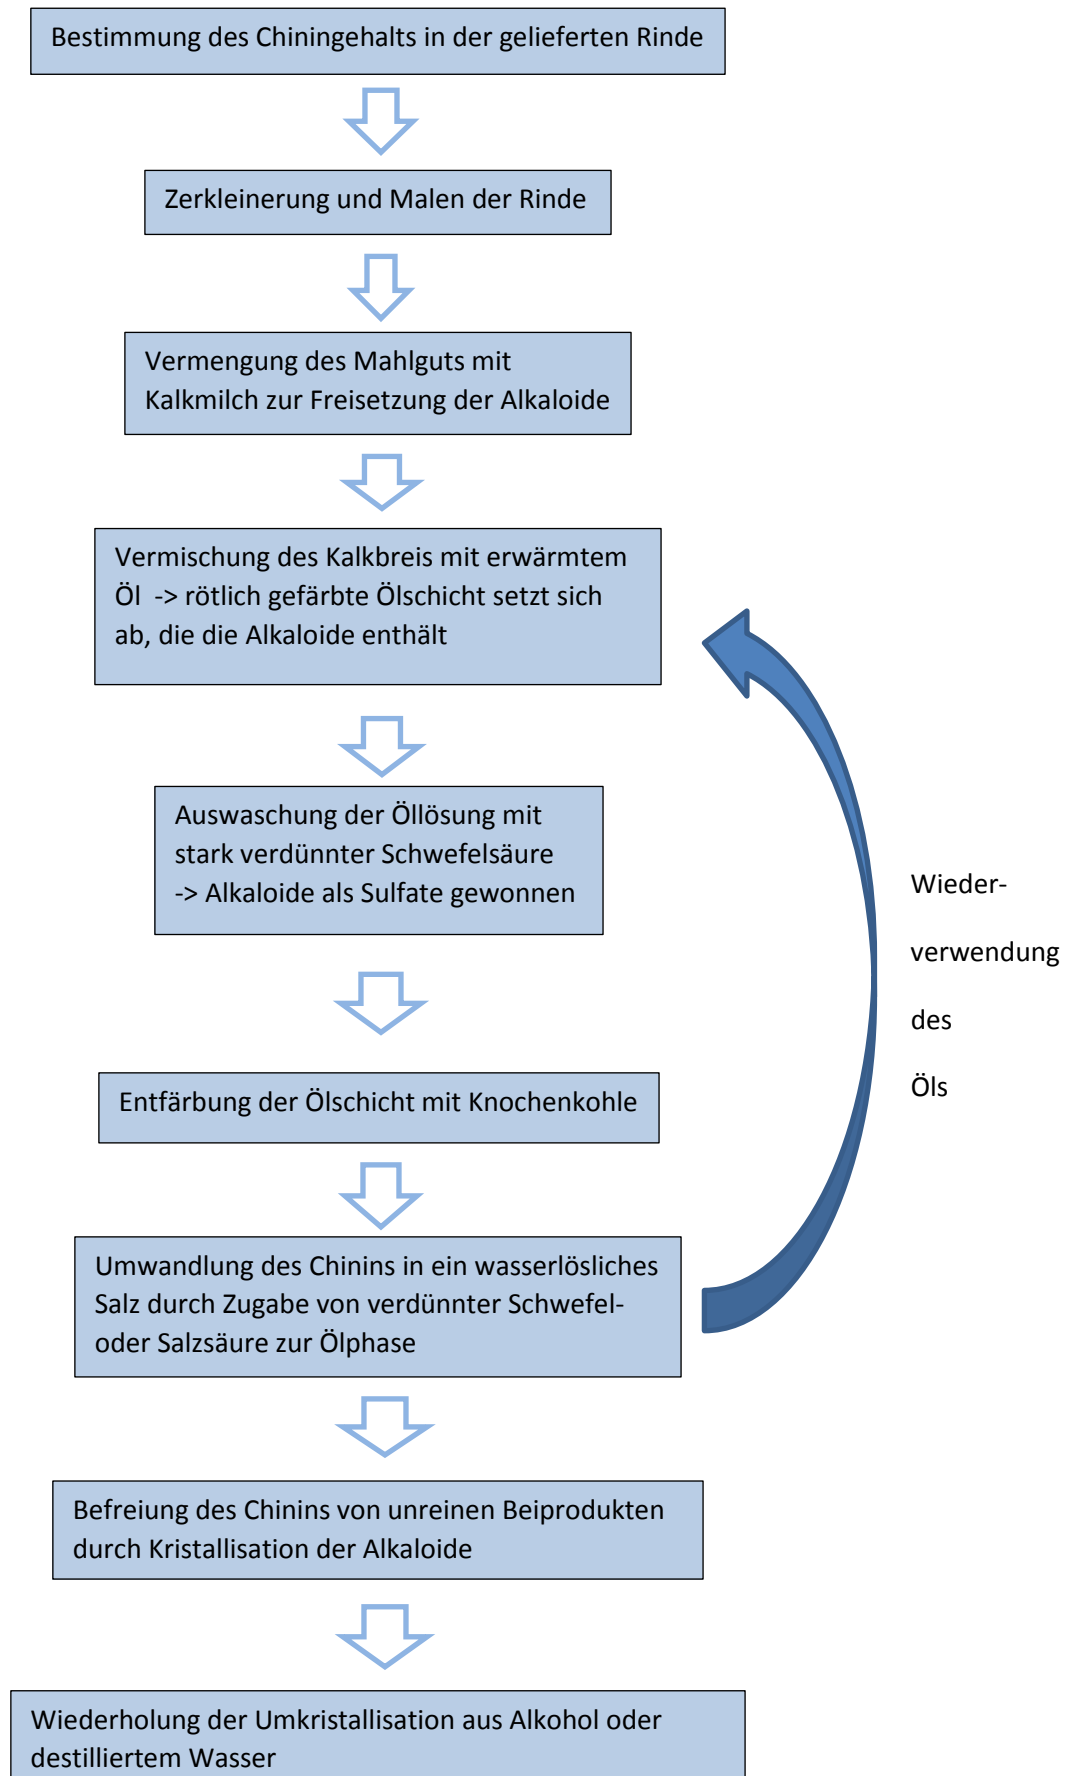 Bestimmung des Chiningehalts in der gelieferten Rinde
Zerkleinerung und Malen der Rinde
Vermengung des Mahlguts mit
Kalkmilch zur Freisetzung der Alkaloide
Vermischung des Kalkbreis mit erwärmtem
Öl -> rötlich gefärbte Ölschicht setzt sich
ab, die die Alkaloide enthält
Auswaschung der Öllösung mit
stark verdünnter Schwefelsäure
-> Alkaloide als Sulfate gewonnen
Wieder-
verwendung
des
Öls
Entfärbung der Ölschicht mit Knochenkohle
Umwandlung des Chinins in ein wasserlösliches
Salz durch Zugabe von verdünnter Schwefel-
oder Salzsäure zur Ölphase
Befreiung des Chinins von unreinen Beiprodukten
durch Kristallisation der Alkaloide
Wiederholung der Umkristallisation aus Alkohol oder
destilliertem Wasser